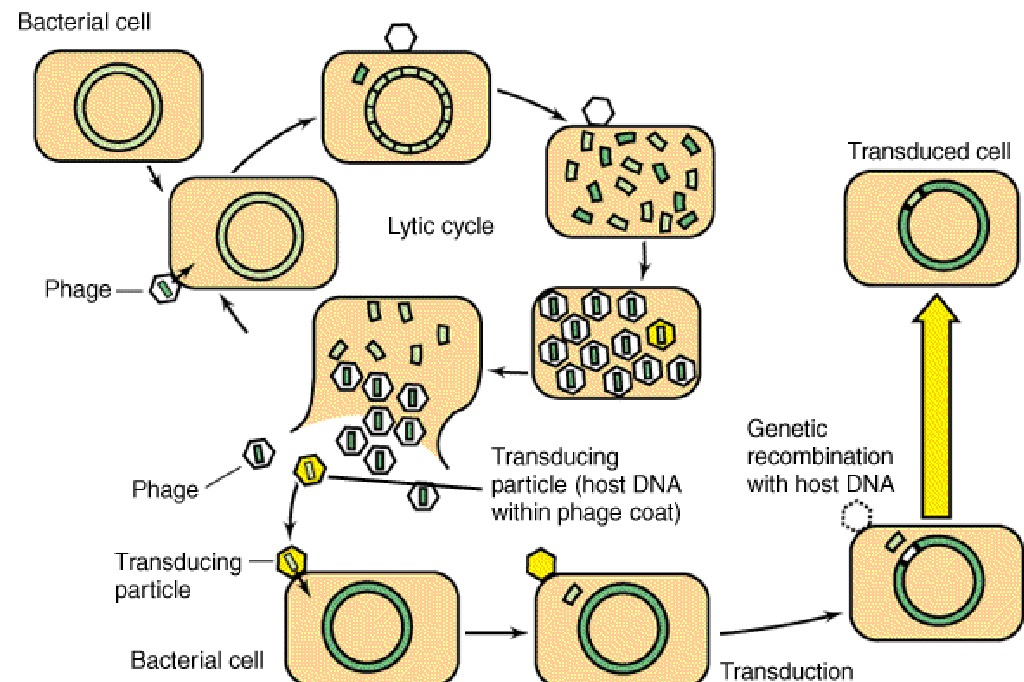 Bacterial cell
Transduced cell
Lytic cycle
Phage
Genetic
recombination
with host DNA
Transducing
particle (host DNA
within phage coat)
Phage
Transducing
particle
Bacterial cell
Transduction